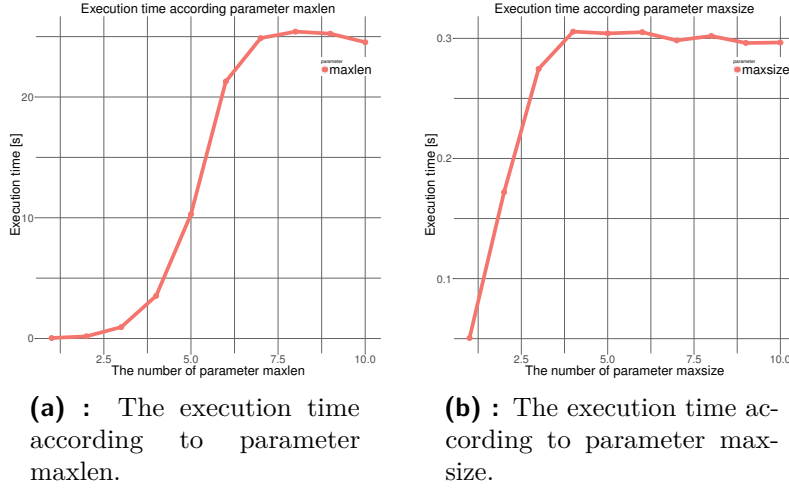 Execution time according parameter maxlen
Execution time [s]
20
10
0
parameter
maxlen
2.5 5.0 7.5 10.0
The number of parameter maxlen
(a) : The execution time
according to parameter
maxlen.
Execution time according parameter maxsize
Execution time [s]
0.3
0.2
0.1
parameter
maxsize
2.5 5.0 7.5 10.0
The number of parameter maxsize
(b) : The execution time ac-
cording to parameter max-
size.